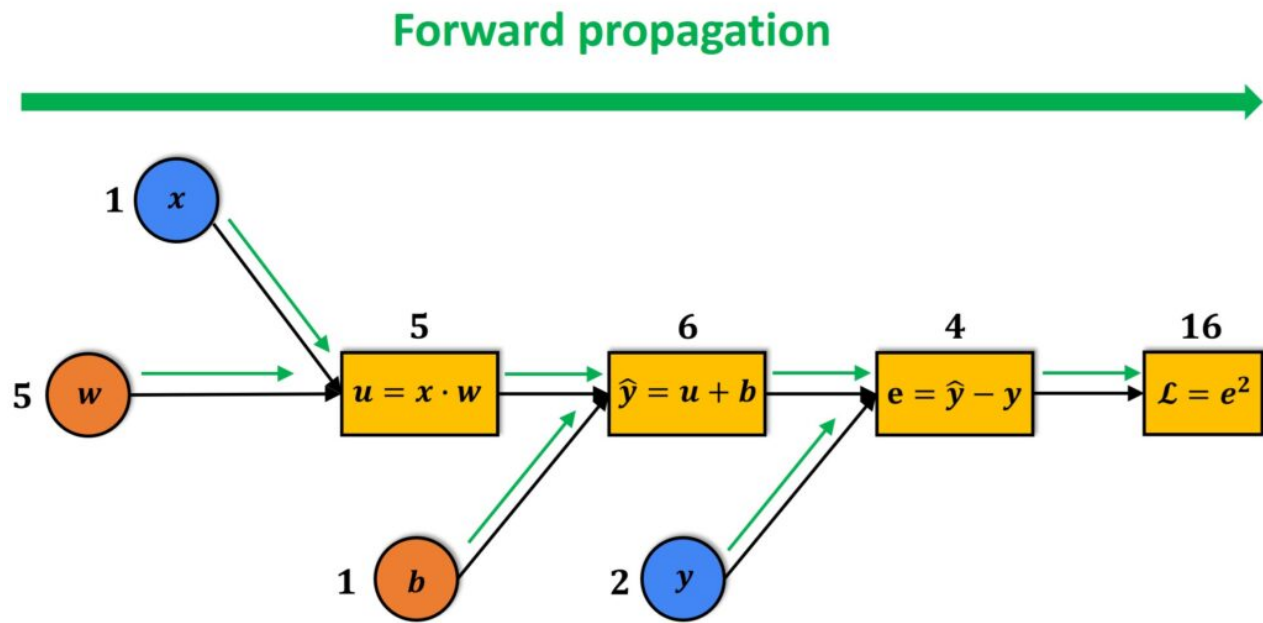 Forward propagation
1 x
5 6 4 16
5 w u = x · w ŷ = u + b e = ŷ − y ℒ = e²
1 b 2 y